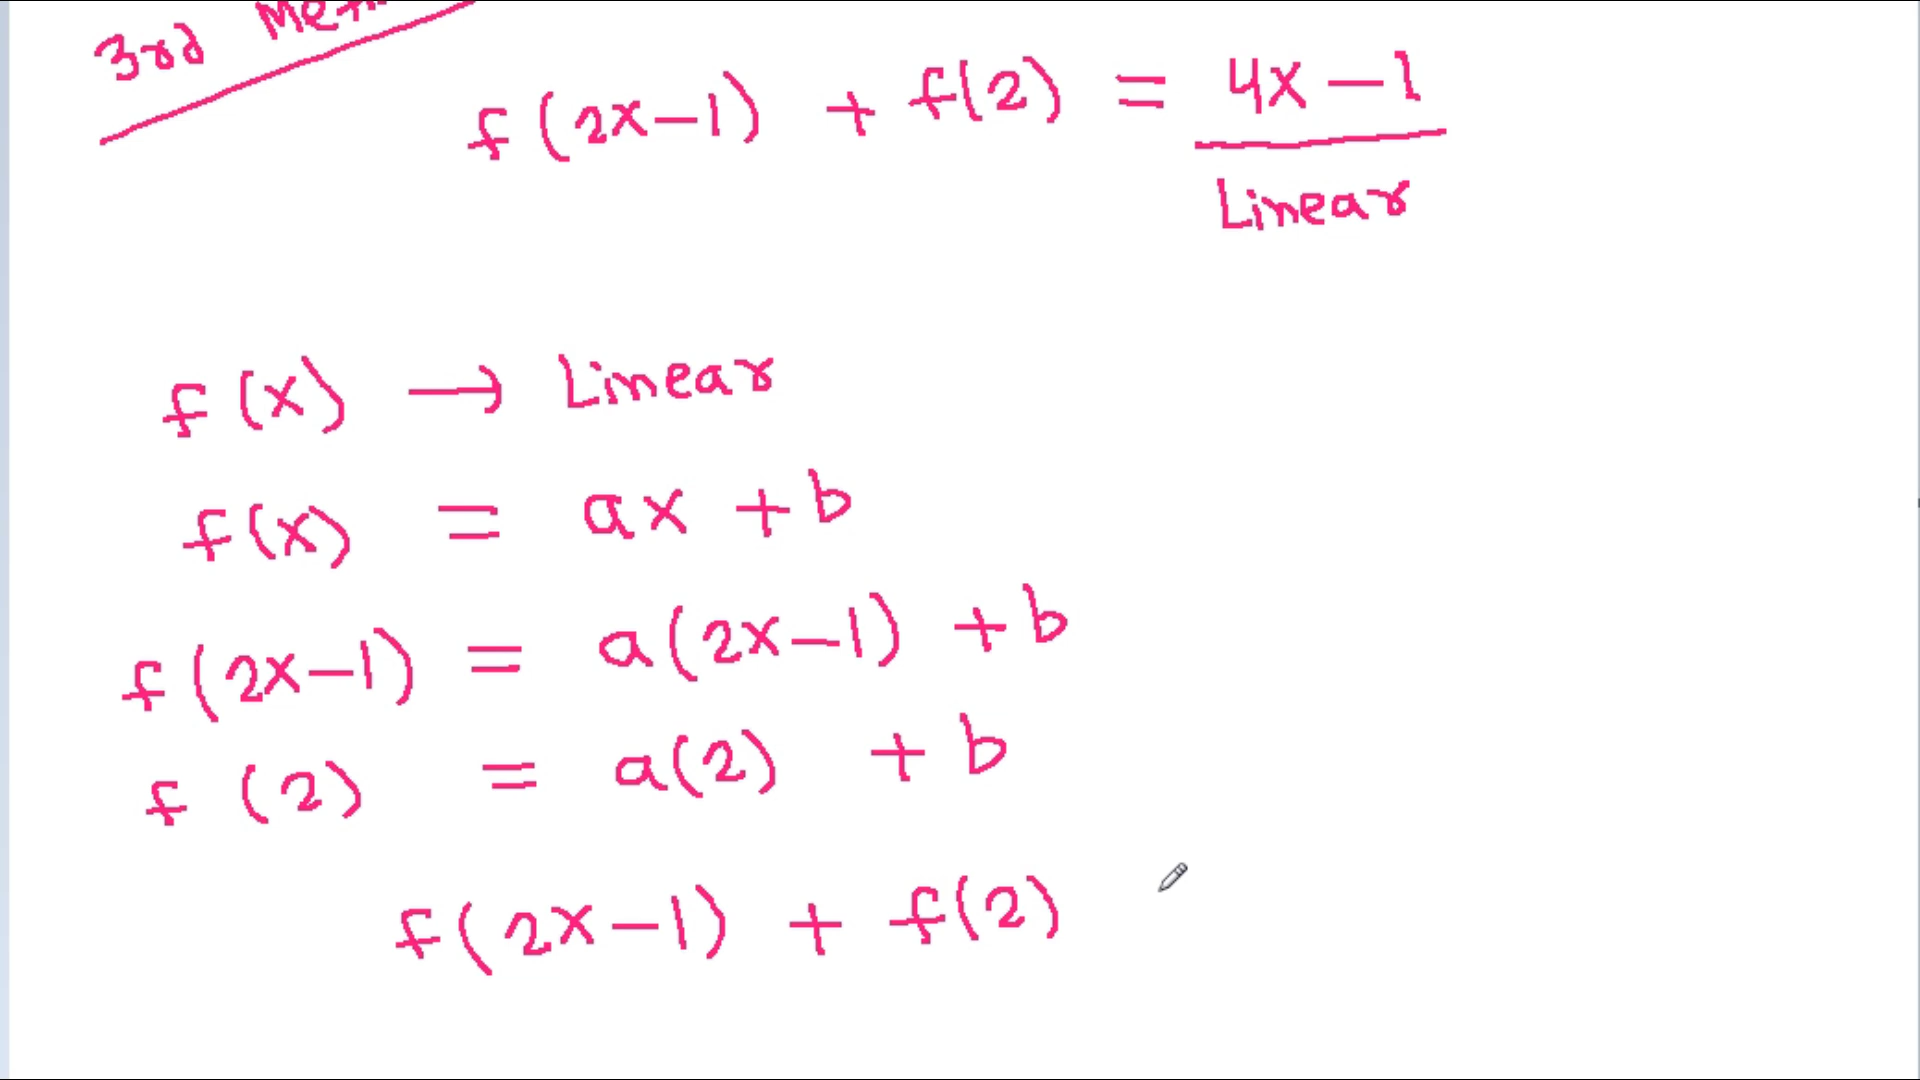 3rd
f(2x-1) + f(2) = 4x-1
Linear
f(x) → Linear
f(x) = ax + b
f(2x-1) = a(2x-1) + b
f(2) = a(2) + b
f(2x-1) + f(2)